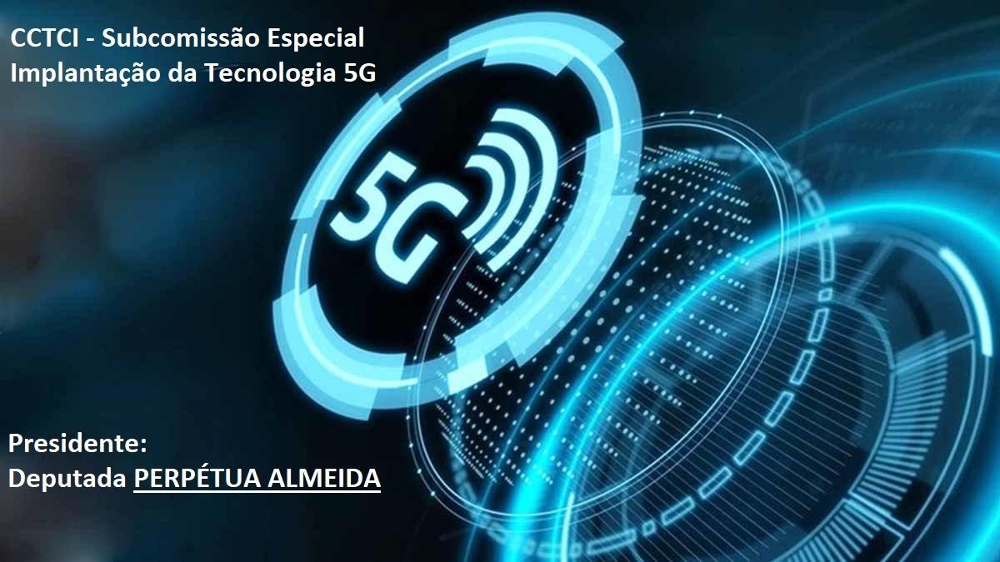 CCTCI - Subcomissão Especial
Implantação da Tecnologia 5G
5G
Presidente:
Deputada PERPÉTUA ALMEIDA